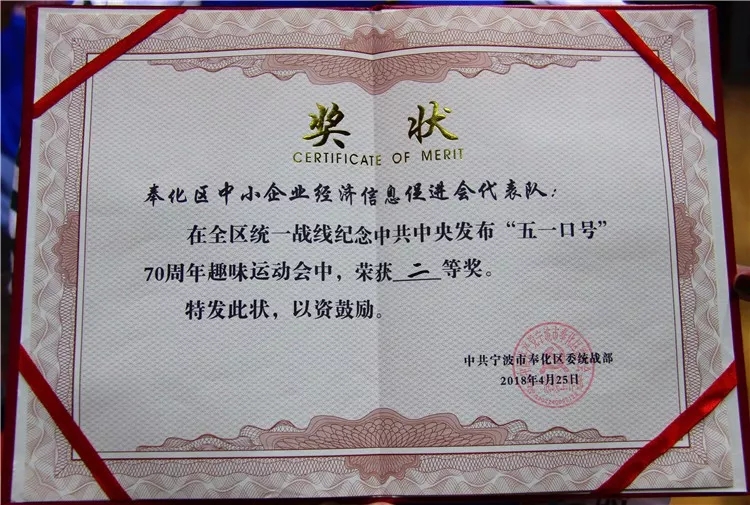 奖 状
CERTIFICATE OF MERIT
奉化区中小企业经济信息促进会代表队：
在全区统一战线纪念中共中央发布“五一口号”
70周年趣味运动会中，荣获二等奖。
特发此状，以资鼓励。
中共宁波市奉化区委统战部
2018年4月25日